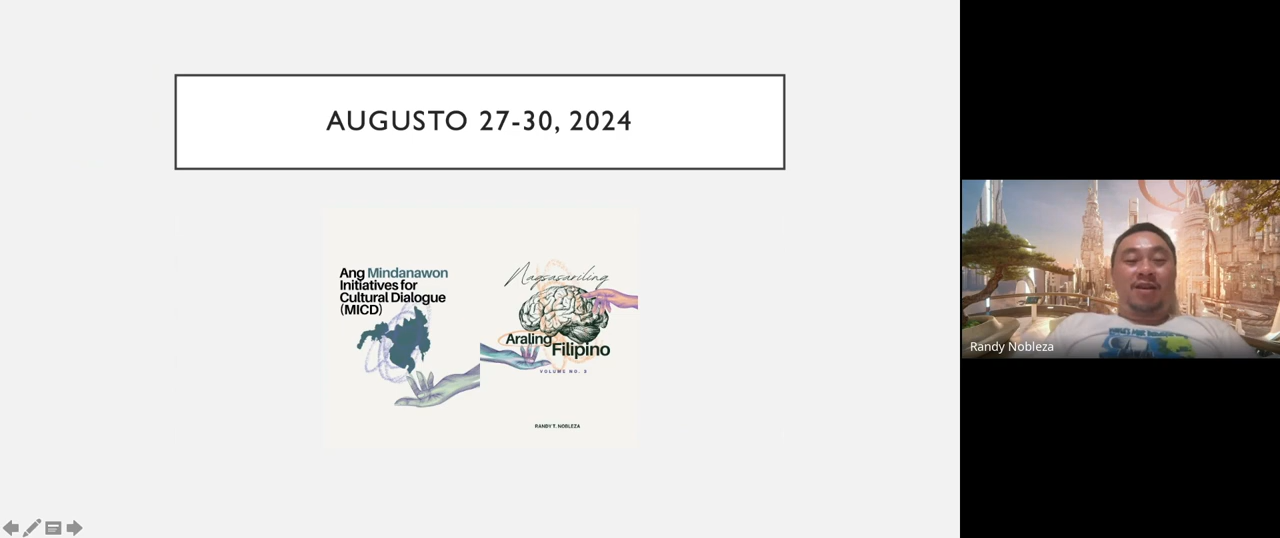 AUGUSTO 27-30, 2024
Ang Mindanawon
Initiatives for
Cultural Dialogue
(MICD)
Nagsasariling
Araling
Filipino
VOLUME NO. 3
RANDY T. NOBLEZA
Randy Nobleza